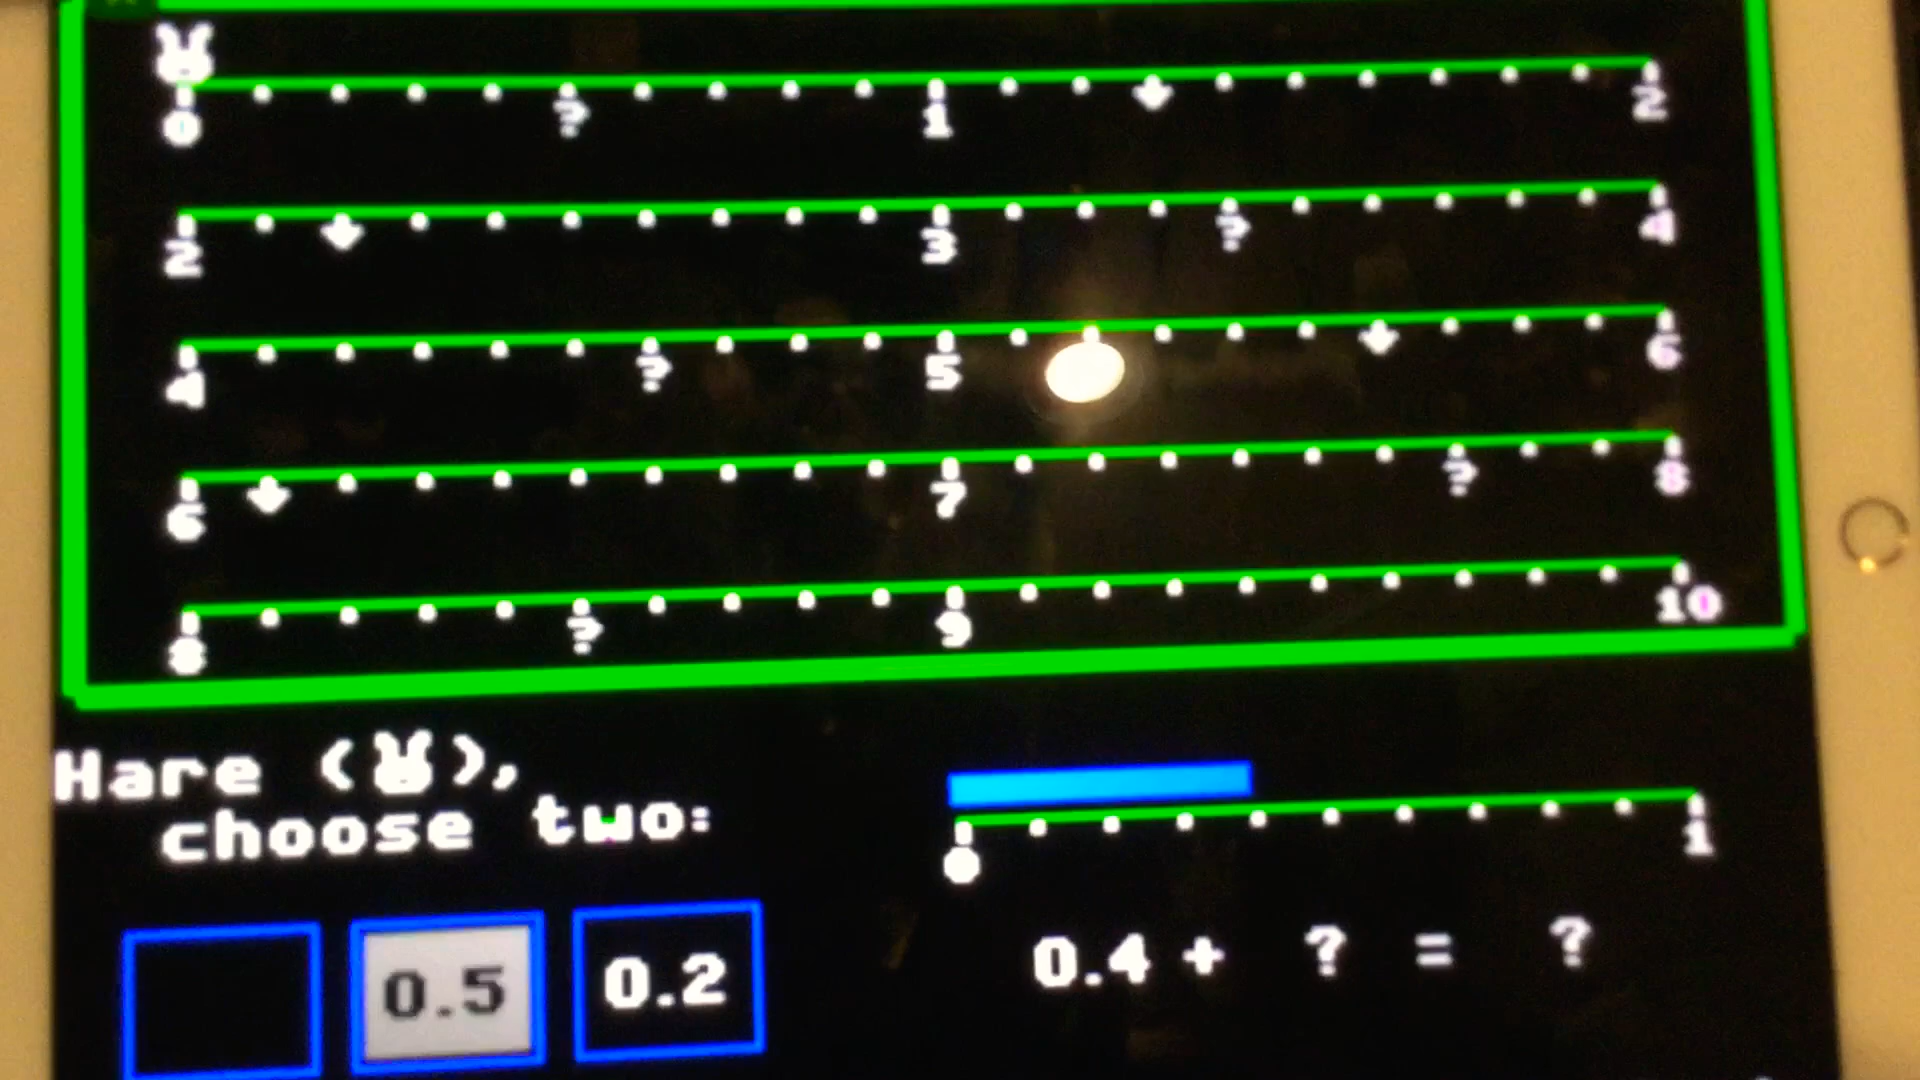 0 ? 1 2
2 3 ? 4
4 ? 5 6
6 7 ? 8
8 ? 9 10
Hare ( ),
choose two:
0 1
0.5 0.2
0.4 + ? = ?